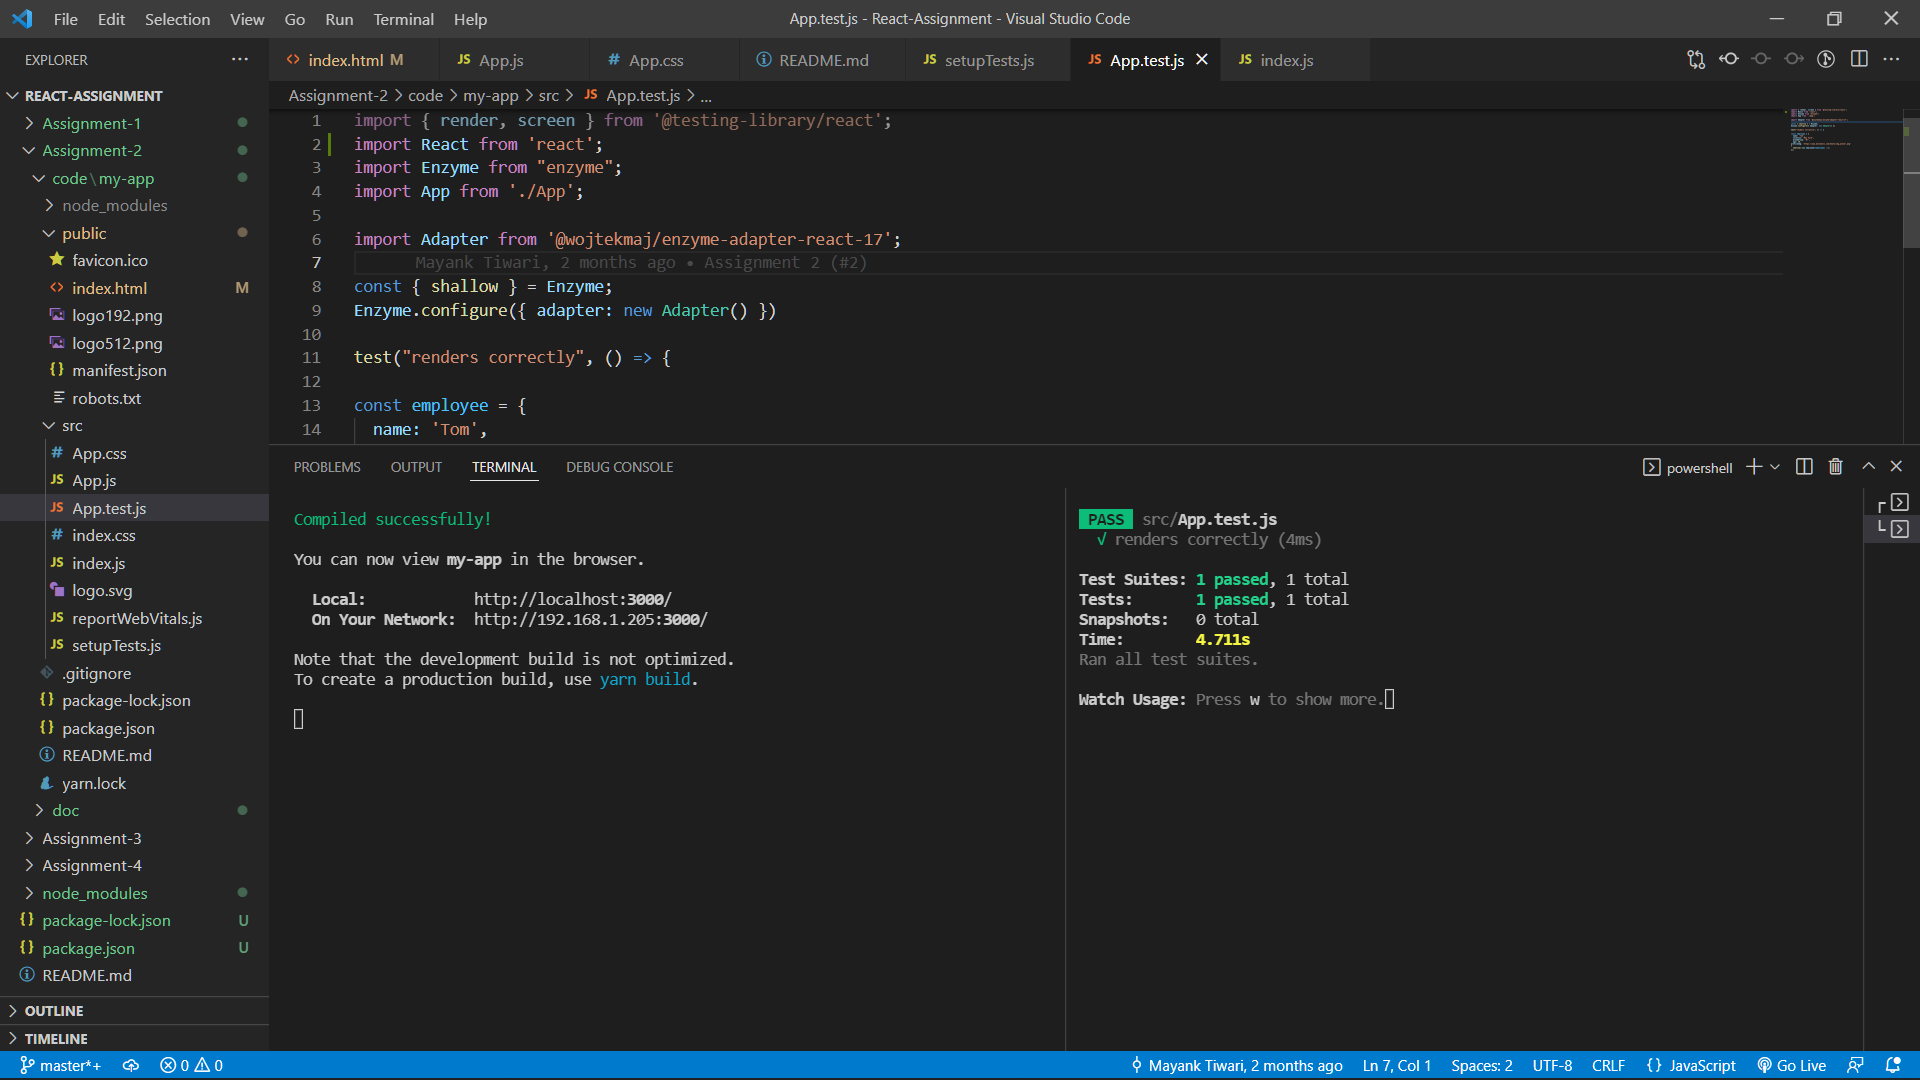 File Edit Selection View Go Run Terminal Help
App.test.js - React-Assignment - Visual Studio Code
EXPLORER
REACT-ASSIGNMENT
Assignment-1
Assignment-2
code\my-app
node_modules
public
favicon.ico
index.html M
logo192.png
logo512.png
manifest.json
robots.txt
src
App.css
App.js
App.test.js
index.css
index.js
logo.svg
reportWebVitals.js
setupTests.js
.gitignore
package-lock.json
package.json
README.md
yarn.lock
doc
Assignment-3
Assignment-4
node_modules
package-lock.json U
package.json U
README.md
OUTLINE
TIMELINE
index.html M App.js App.css README.md setupTests.js App.test.js index.js
Assignment-2 > code > my-app > src > JS App.test.js > ...
1 import { render, screen } from '@testing-library/react';
2 import React from 'react';
3 import Enzyme from "enzyme";
4 import App from './App';
5
6 import Adapter from '@wojtekmaj/enzyme-adapter-react-17';
7 Mayank Tiwari, 2 months ago • Assignment 2 (#2)
8 const { shallow } = Enzyme;
9 Enzyme.configure({ adapter: new Adapter() })
10
11 test("renders correctly", () => {
12
13 const employee = {
14 name: 'Tom',
PROBLEMS OUTPUT TERMINAL DEBUG CONSOLE
powershell
Compiled successfully!
You can now view my-app in the browser.
Local: http://localhost:3000/
On Your Network: http://192.168.1.205:3000/
Note that the development build is not optimized.
To create a production build, use yarn build.
PASS src/App.test.js
√ renders correctly (4ms)
Test Suites: 1 passed, 1 total
Tests: 1 passed, 1 total
Snapshots: 0 total
Time: 4.711s
Ran all test suites.
Watch Usage: Press w to show more.
master*+ 0 0
Mayank Tiwari, 2 months ago Ln 7, Col 1 Spaces: 2 UTF-8 CRLF {} JavaScript Go Live